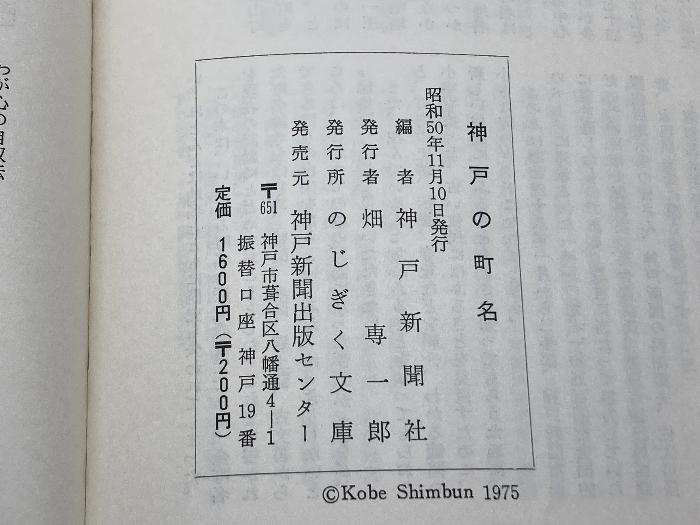 神戸の町名
昭和50年11月10日発行
編者 神戸新聞社
発行者 畑 専一郎
発行所 のじぎく文庫
発売元 神戸新聞出版センター
〒651 神戸市葺合区八幡通4―1
振替口座 神戸19番
定価 1600円(〒200円)
©Kobe Shimbun 1975